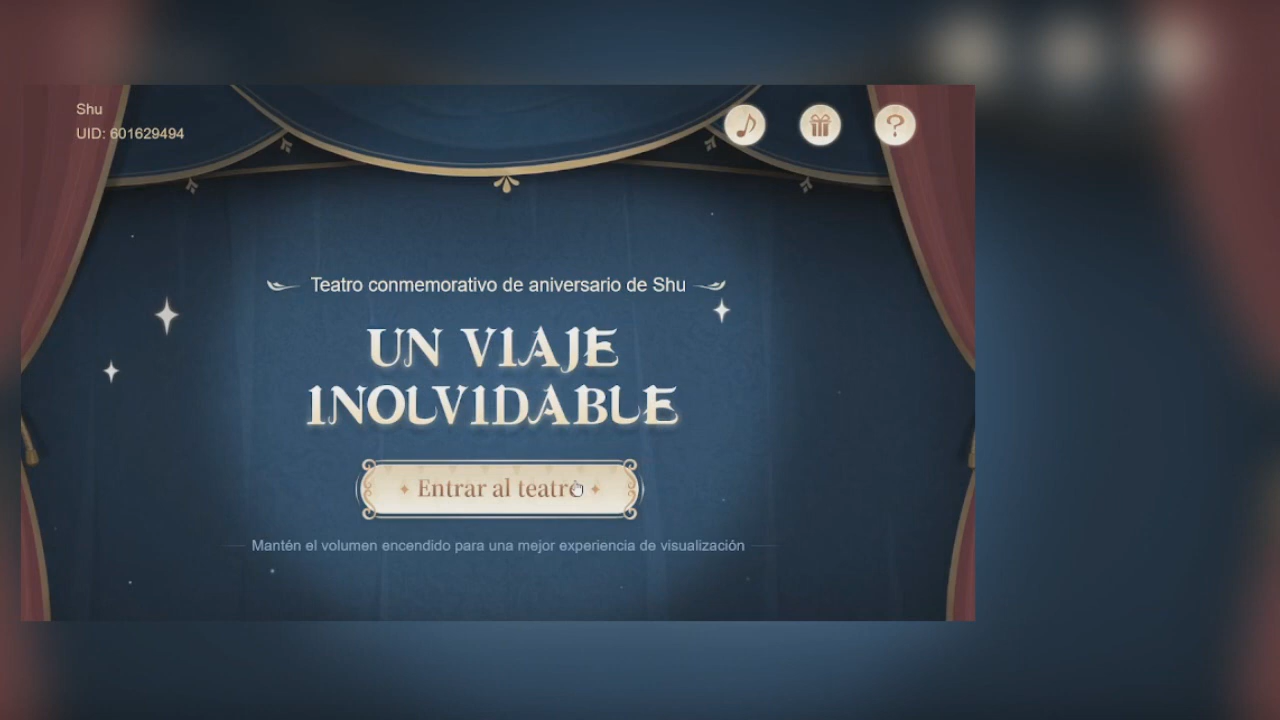 Shu
UID: 601629494
Teatro conmemorativo de aniversario de Shu
UN VIAJE
INOLVIDABLE
Entrar al teatro
Mantén el volumen encendido para una mejor experiencia de visualización